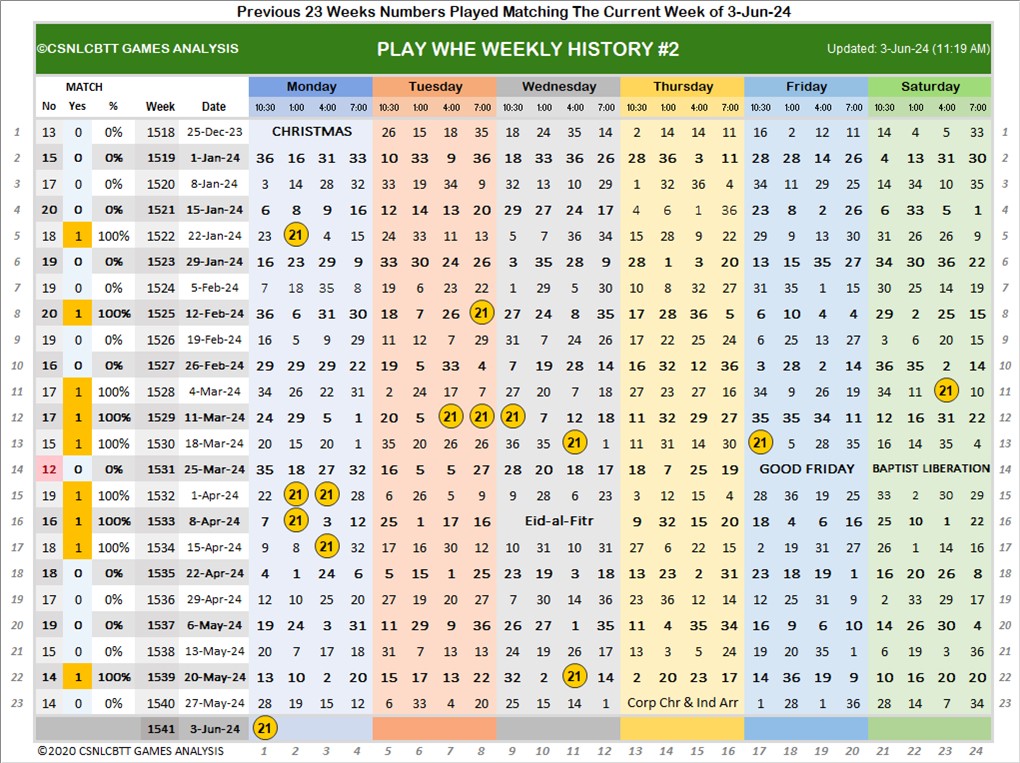 Previous 23 Weeks Numbers Played Matching The Current Week of 3-Jun-24
©CSNLCBTT GAMES ANALYSIS PLAY WHE WEEKLY HISTORY #2 Updated: 3-Jun-24 (11:19 AM)
MATCH Monday Tuesday Wednesday Thursday Friday Saturday
No Yes % Week Date 10:30 1:00 4:00 7:00 10:30 1:00 4:00 7:00 10:30 1:00 4:00 7:00 10:30 1:00 4:00 7:00 10:30 1:00 4:00 7:00 10:30 1:00 4:00 7:00
1 13 0 0% 1518 25-Dec-23 CHRISTMAS 26 15 18 35 18 24 35 14 2 14 14 11 16 2 12 11 14 4 5 33 1
2 15 0 0% 1519 1-Jan-24 36 16 31 33 10 33 9 36 18 33 36 26 28 36 3 11 28 28 14 26 4 13 31 30 2
3 17 0 0% 1520 8-Jan-24 3 14 28 32 33 19 34 9 32 13 10 29 1 32 36 4 34 11 29 25 14 34 10 35 3
4 20 0 0% 1521 15-Jan-24 6 8 9 16 12 14 13 20 29 27 24 17 4 6 1 36 23 8 2 26 6 33 5 1 4
5 18 1 100% 1522 22-Jan-24 23 21 4 15 24 33 11 13 5 7 36 34 15 28 9 22 29 9 13 30 31 26 26 9 5
6 19 0 0% 1523 29-Jan-24 16 23 29 9 33 30 24 26 3 35 28 9 28 1 3 20 13 15 35 27 34 30 36 22 6
7 19 0 0% 1524 5-Feb-24 7 18 35 8 19 6 23 22 1 29 5 30 10 8 32 27 31 35 1 15 30 25 14 19 7
8 20 1 100% 1525 12-Feb-24 36 6 31 30 18 7 26 21 27 24 8 35 17 28 36 5 6 10 4 4 29 2 25 15 8
9 19 0 0% 1526 19-Feb-24 16 5 9 29 11 12 7 29 31 7 24 26 17 22 25 24 6 25 13 27 3 6 20 15 9
10 16 0 0% 1527 26-Feb-24 29 29 29 22 19 5 33 4 7 19 28 14 16 32 12 36 3 28 2 14 36 35 2 14 10
11 17 1 100% 1528 4-Mar-24 34 26 22 31 2 24 17 7 27 20 7 18 27 23 27 16 34 9 26 19 34 11 21 10 11
12 17 1 100% 1529 11-Mar-24 24 29 5 1 20 5 21 21 21 7 12 18 11 32 29 27 35 35 34 11 12 16 31 22 12
13 15 1 100% 1530 18-Mar-24 20 15 20 1 35 20 26 26 36 35 21 1 11 31 14 30 21 5 28 35 16 14 35 4 13
14 12 0 0% 1531 25-Mar-24 35 18 27 32 16 5 5 27 28 20 18 17 18 7 25 19 GOOD FRIDAY BAPTIST LIBERATION 14
15 19 1 100% 1532 1-Apr-24 22 21 21 28 6 26 5 9 9 28 6 23 3 12 15 4 28 36 19 25 33 2 30 29 15
16 16 1 100% 1533 8-Apr-24 7 21 3 12 25 1 17 16 Eid-al-Fitr 9 32 15 20 18 4 6 16 25 10 1 22 16
17 18 1 100% 1534 15-Apr-24 9 8 21 32 17 16 30 12 10 31 10 31 27 6 22 15 2 19 31 27 26 1 14 16 17
18 18 0 0% 1535 22-Apr-24 4 1 24 6 5 15 1 25 23 19 3 18 13 23 2 31 23 18 19 1 16 20 26 8 18
19 17 0 0% 1536 29-Apr-24 12 10 25 20 27 19 20 27 7 30 14 36 23 36 12 14 12 25 31 9 2 33 29 17 19
20 19 0 0% 1537 6-May-24 19 24 3 31 11 29 9 36 26 27 1 35 11 4 35 34 16 9 6 10 14 26 30 4 20
21 15 0 0% 1538 13-May-24 20 7 17 18 31 7 13 13 24 19 26 17 13 3 5 24 19 20 35 1 6 19 3 36 21
22 14 1 100% 1539 20-May-24 13 10 2 20 15 17 13 22 32 2 21 14 2 20 23 17 14 36 19 9 10 16 20 20 22
23 14 0 0% 1540 27-May-24 28 19 15 12 6 33 4 20 25 15 14 1 Corp Chr & Ind Arr 1 28 1 36 28 14 7 34 23
1541 3-Jun-24 21
©2020 CSNLCBTT GAMES ANALYSIS 1 2 3 4 5 6 7 8 9 10 11 12 13 14 15 16 17 18 19 20 21 22 23 24